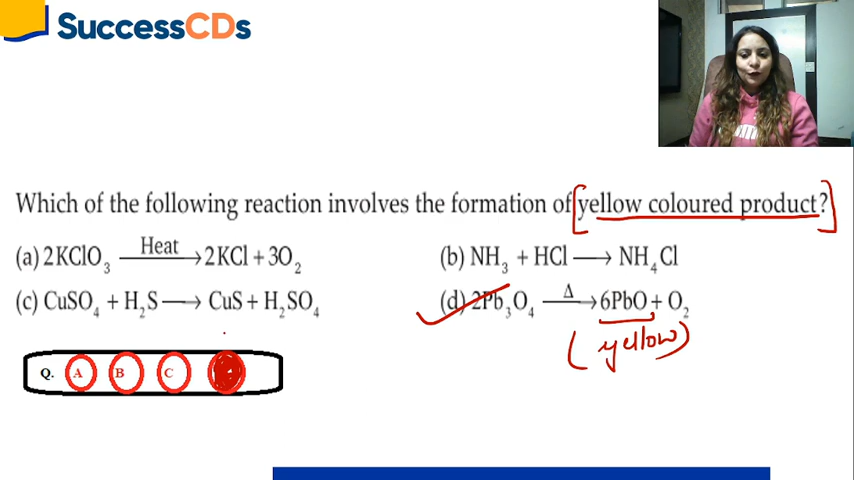 SuccessCDs
Which of the following reaction involves the formation of [yellow coloured product?]
(a) 2KClO₃ —Heat→ 2KCl + 3O₂
(b) NH₃ + HCl ⟶ NH₄Cl
(c) CuSO₄ + H₂S ⟶ CuS + H₂SO₄
(d) 2Pb₃O₄ —Δ→ 6PbO + O₂
(yellow)
Q. A B C